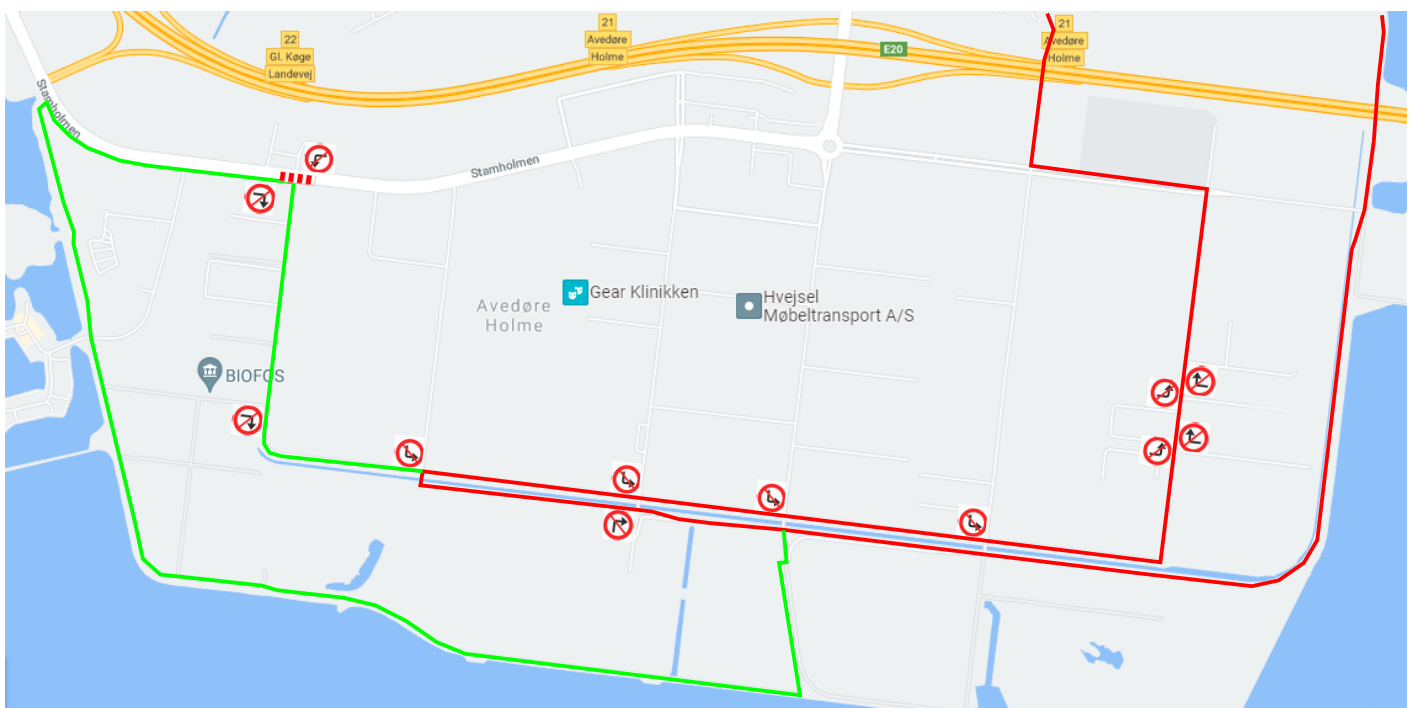 22
Gl. Køge
Landevej
21
Avedøre
Holme
E20
21
Avedøre
Holme
Stamholmen
Stamholmen
Avedøre
Holme
Gear Klinikken
Hvejsel
Møbeltransport A/S
BIOFOS